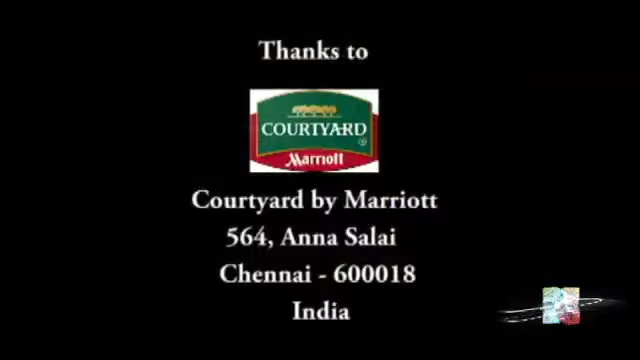 Thanks to
COURTYARD
Marriott
Courtyard by Marriott
564, Anna Salai
Chennai - 600018
India